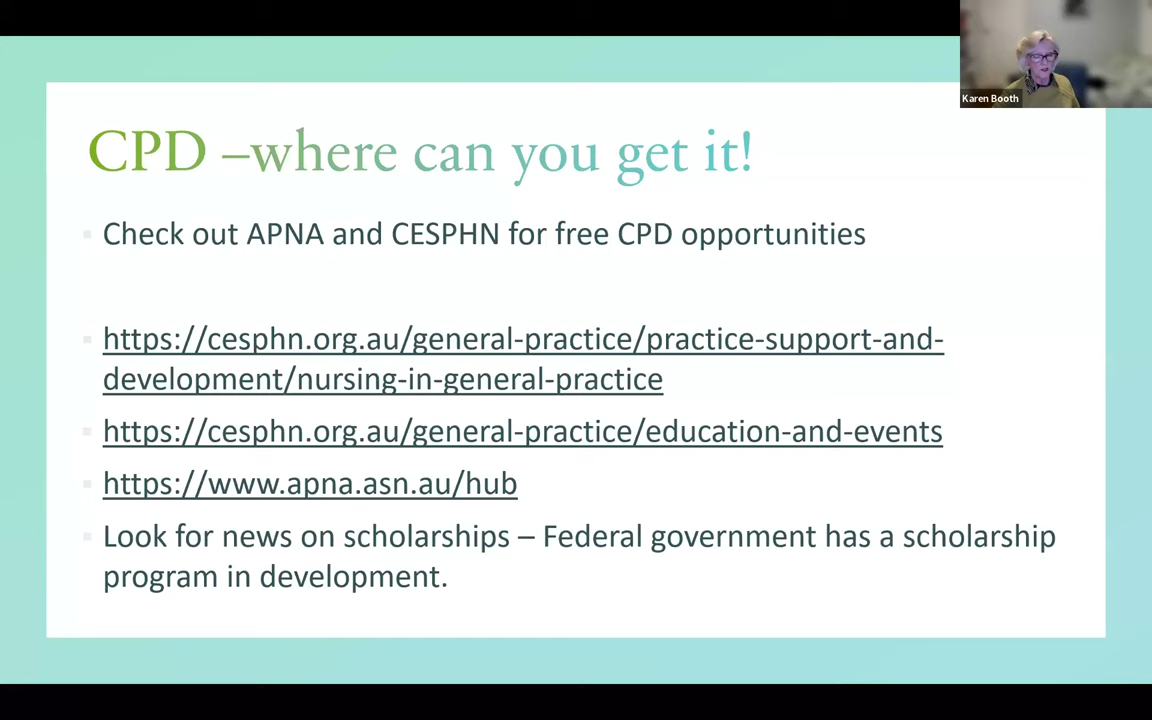 Karen Booth
CPD –where can you get it!
Check out APNA and CESPHN for free CPD opportunities
https://cesphn.org.au/general-practice/practice-support-and-
development/nursing-in-general-practice
https://cesphn.org.au/general-practice/education-and-events
https://www.apna.asn.au/hub
Look for news on scholarships – Federal government has a scholarship
program in development.